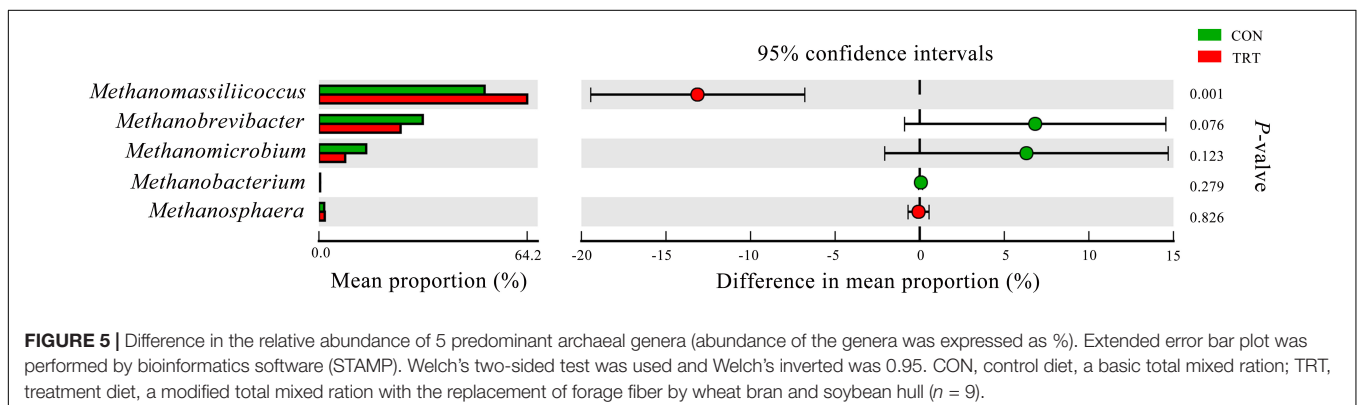 CON
TRT
95% confidence intervals
Methanomassiliicoccus
0.001
Methanobrevibacter
0.076
Methanomicrobium
0.123
Methanobacterium
0.279
Methanosphaera
0.826
P-valve
0.0
64.2
-20
-15
-10
-5
0
5
10
15
Mean proportion (%)
Difference in mean proportion (%)
FIGURE 5 | Difference in the relative abundance of 5 predominant archaeal genera (abundance of the genera was expressed as %). Extended error bar plot was
performed by bioinformatics software (STAMP). Welch's two-sided test was used and Welch's inverted was 0.95. CON, control diet, a basic total mixed ration; TRT,
treatment diet, a modified total mixed ration with the replacement of forage fiber by wheat bran and soybean hull (n = 9).